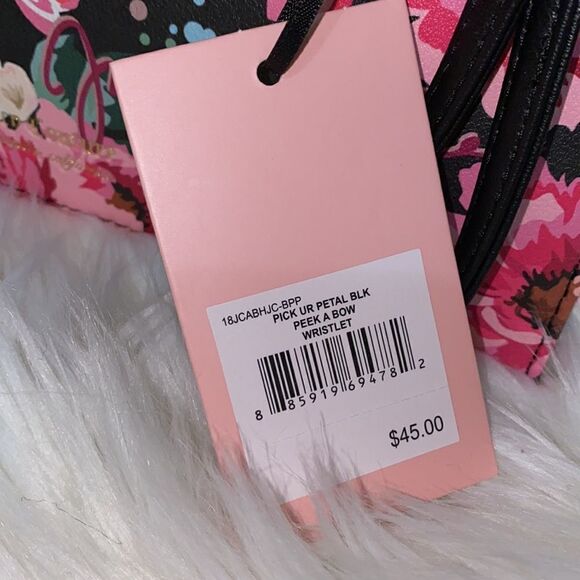 18JCABHJC-BPP
PICK UR PETAL BLK
PEEK A BOW
WRISTLET
8 85919 69478 2
$45.00